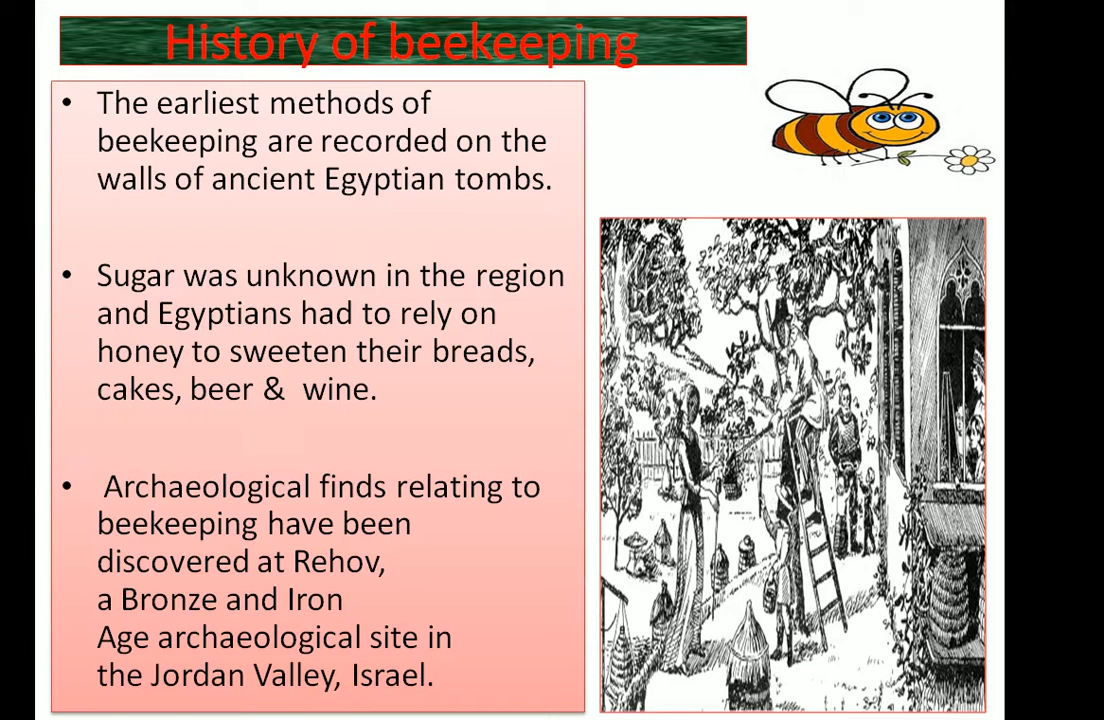 History of beekeeping
• The earliest methods of
beekeeping are recorded on the
walls of ancient Egyptian tombs.
• Sugar was unknown in the region
and Egyptians had to rely on
honey to sweeten their breads,
cakes, beer &  wine.
• Archaeological finds relating to
beekeeping have been
discovered at Rehov,
a Bronze and Iron
Age archaeological site in
the Jordan Valley, Israel.